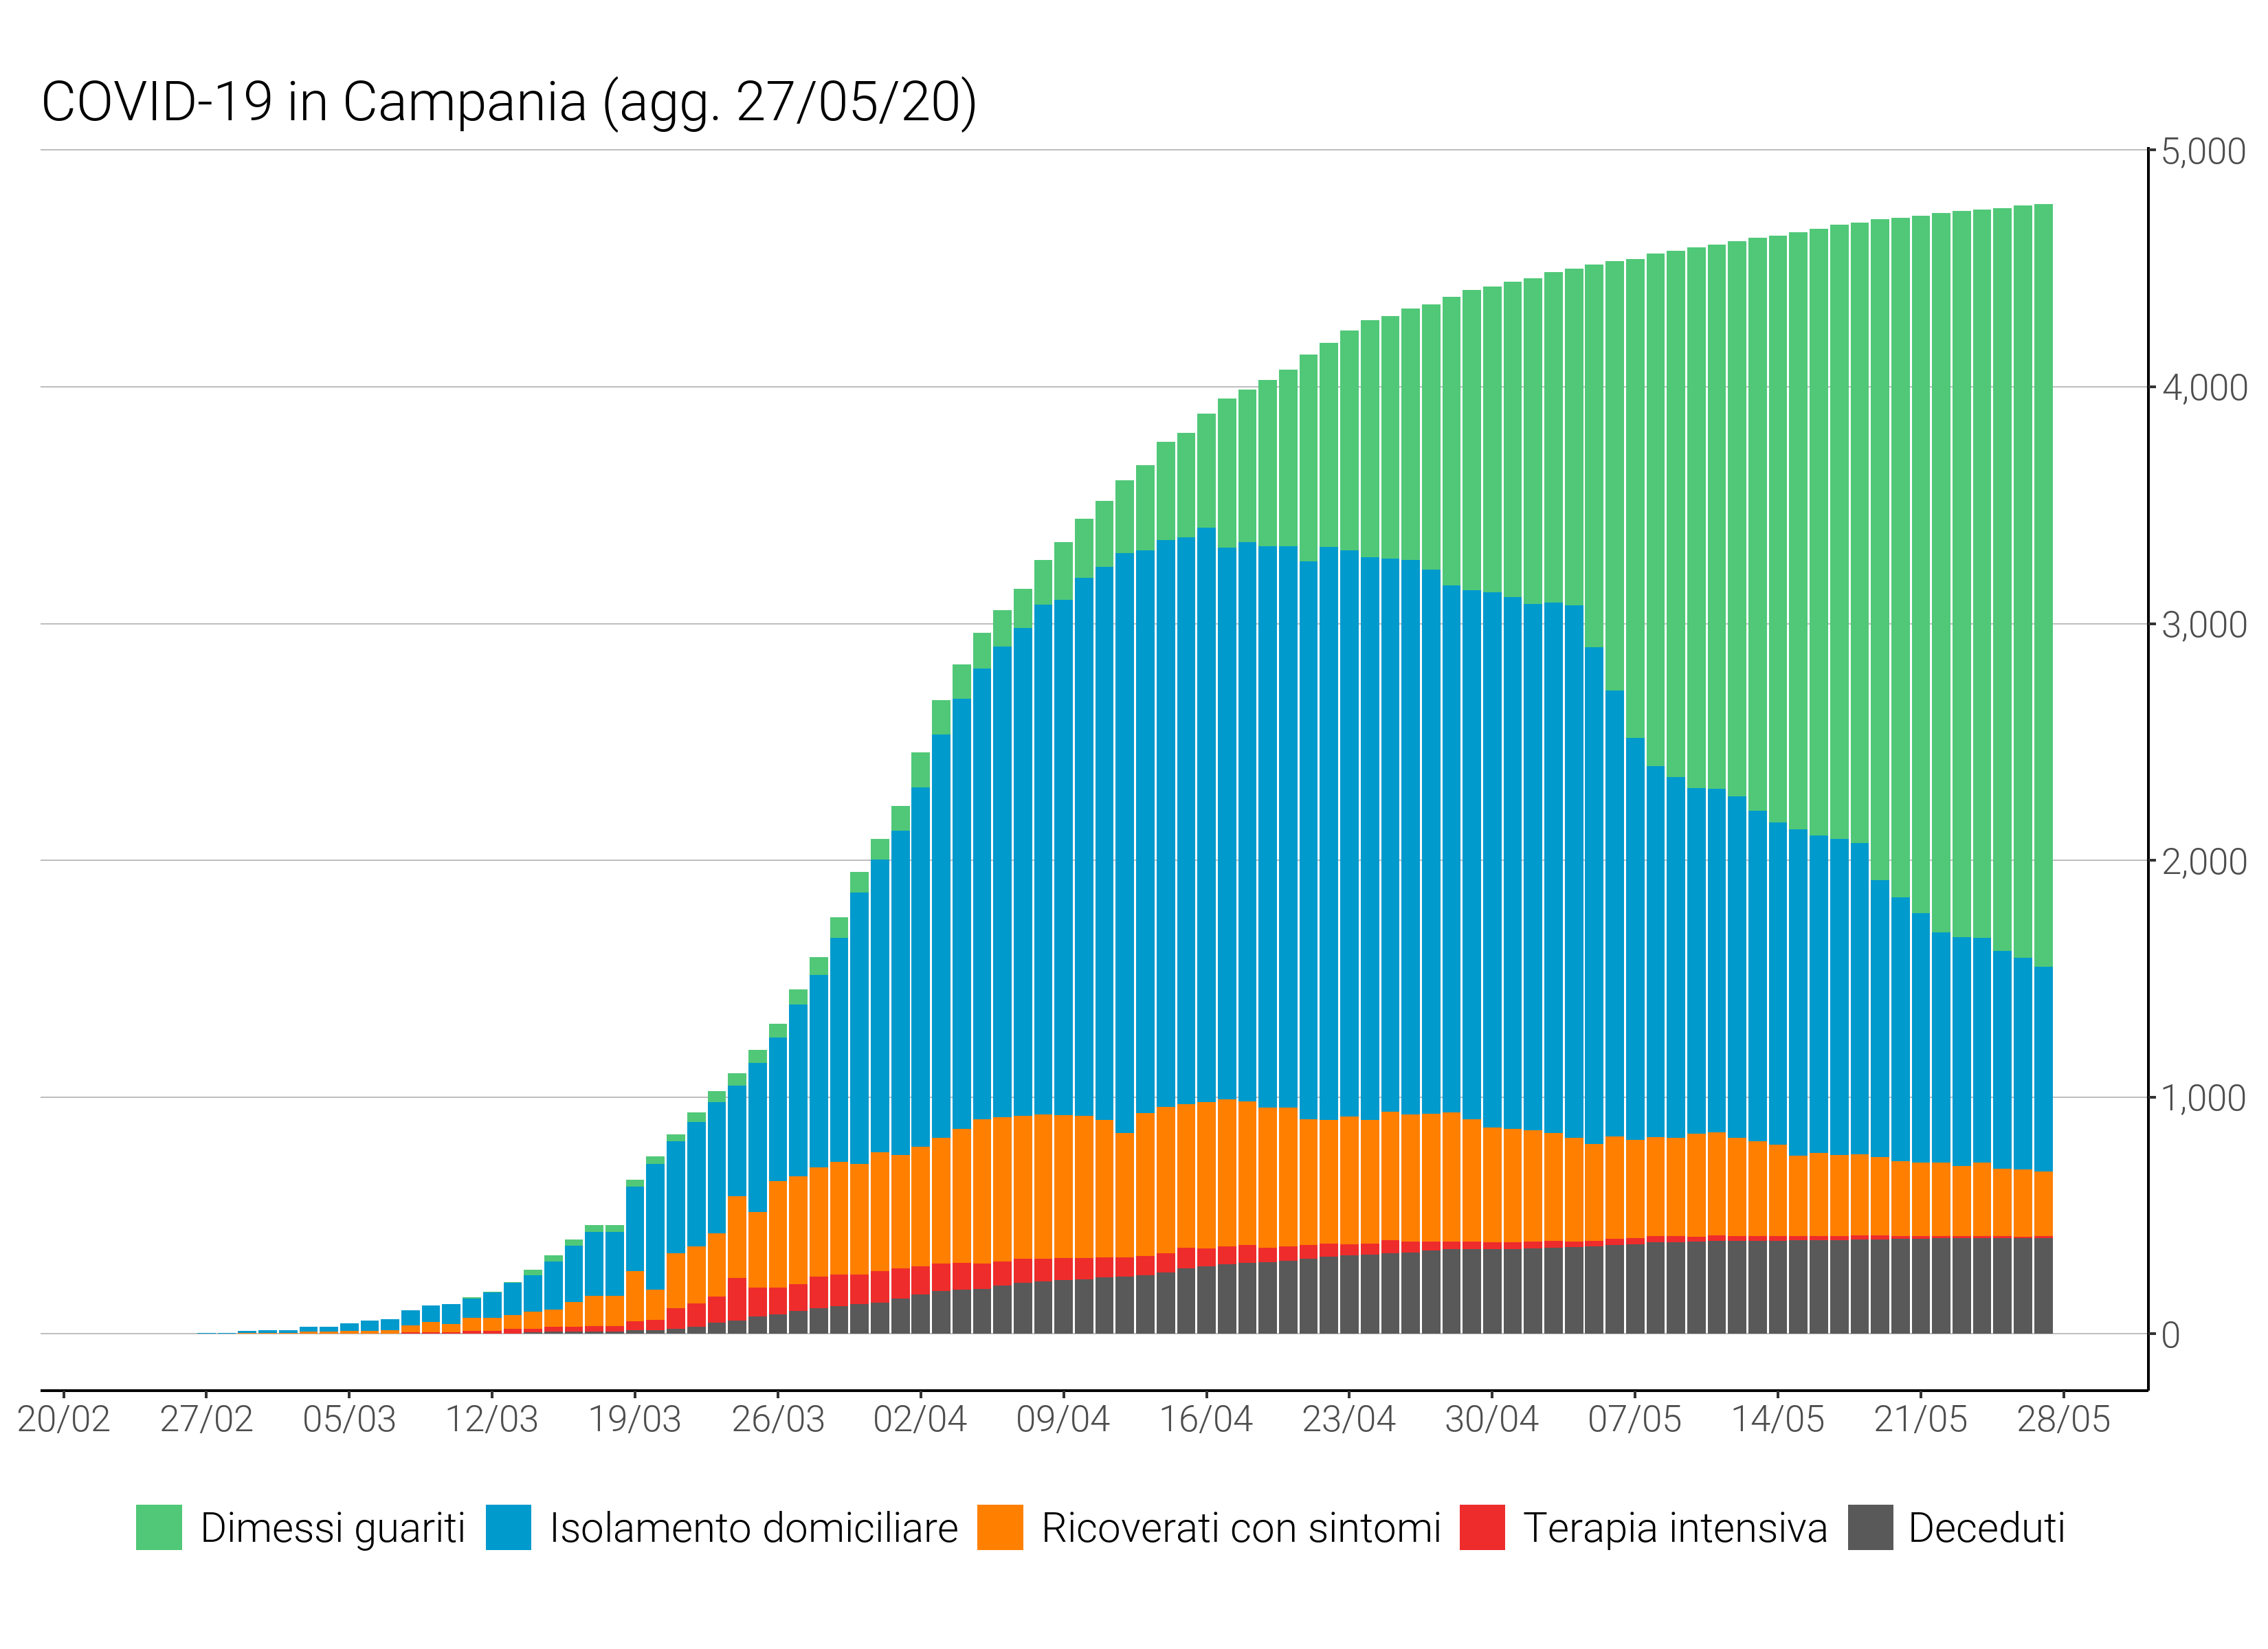 COVID-19 in Campania (agg. 27/05/20)
5,000
4,000
3,000
2,000
1,000
0
20/02 27/02 05/03 12/03 19/03 26/03 02/04 09/04 16/04 23/04 30/04 07/05 14/05 21/05 28/05
Dimessi guariti Isolamento domiciliare Ricoverati con sintomi Terapia intensiva Deceduti